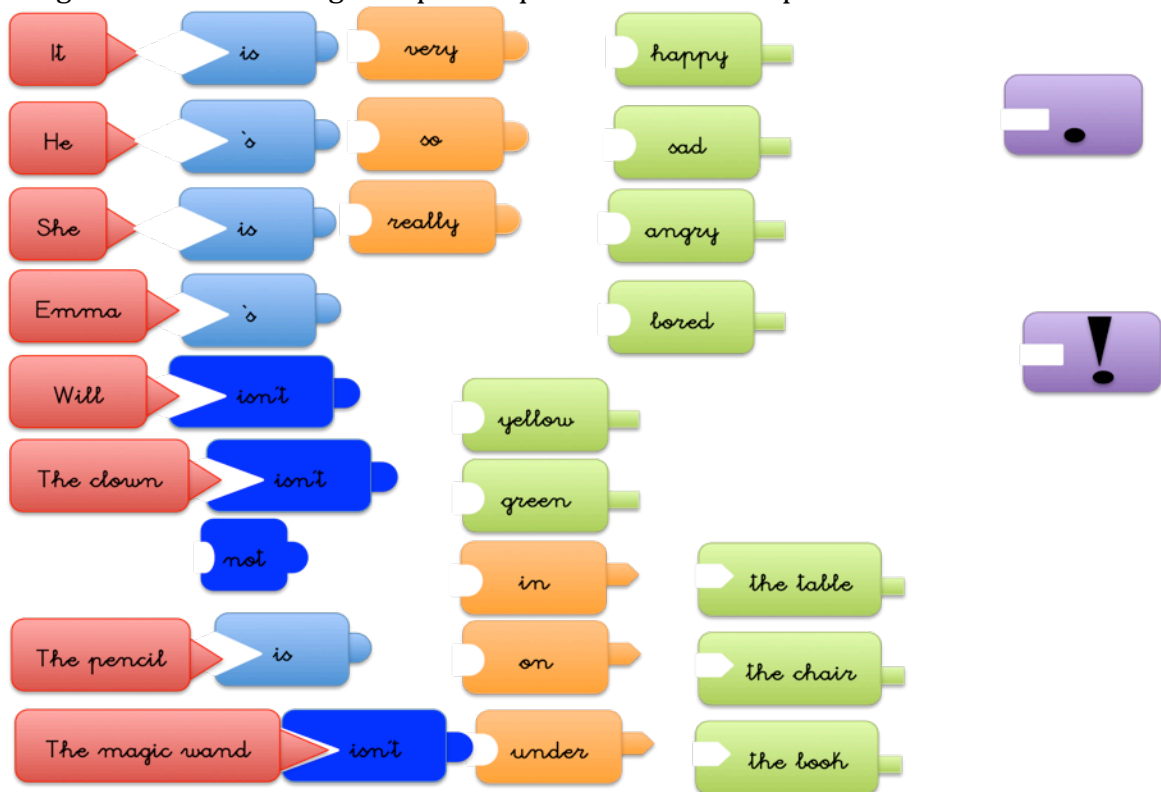 It is very happy
.
He `s so sad
She is really angry
Emma `s bored
!
Will isn't yellow
The clown isn't green
not in the table
The pencil is on the chair
The magic wand isn't under the book